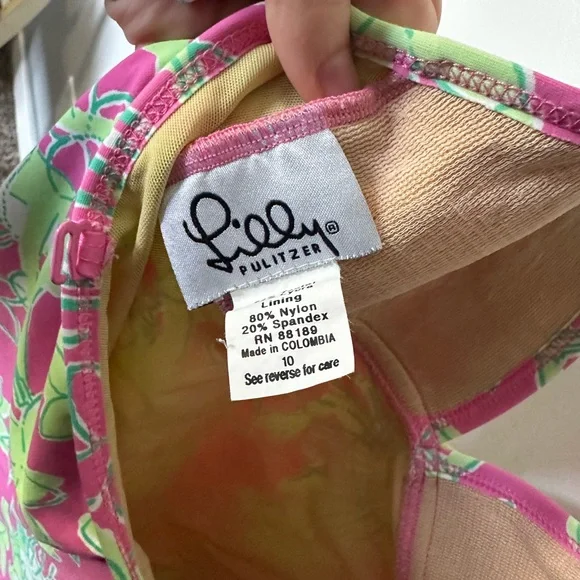 Lilly®
PULITZER
Lining
80% Nylon
20% Spandex
RN 88189
Made in COLOMBIA
10
See reverse for care